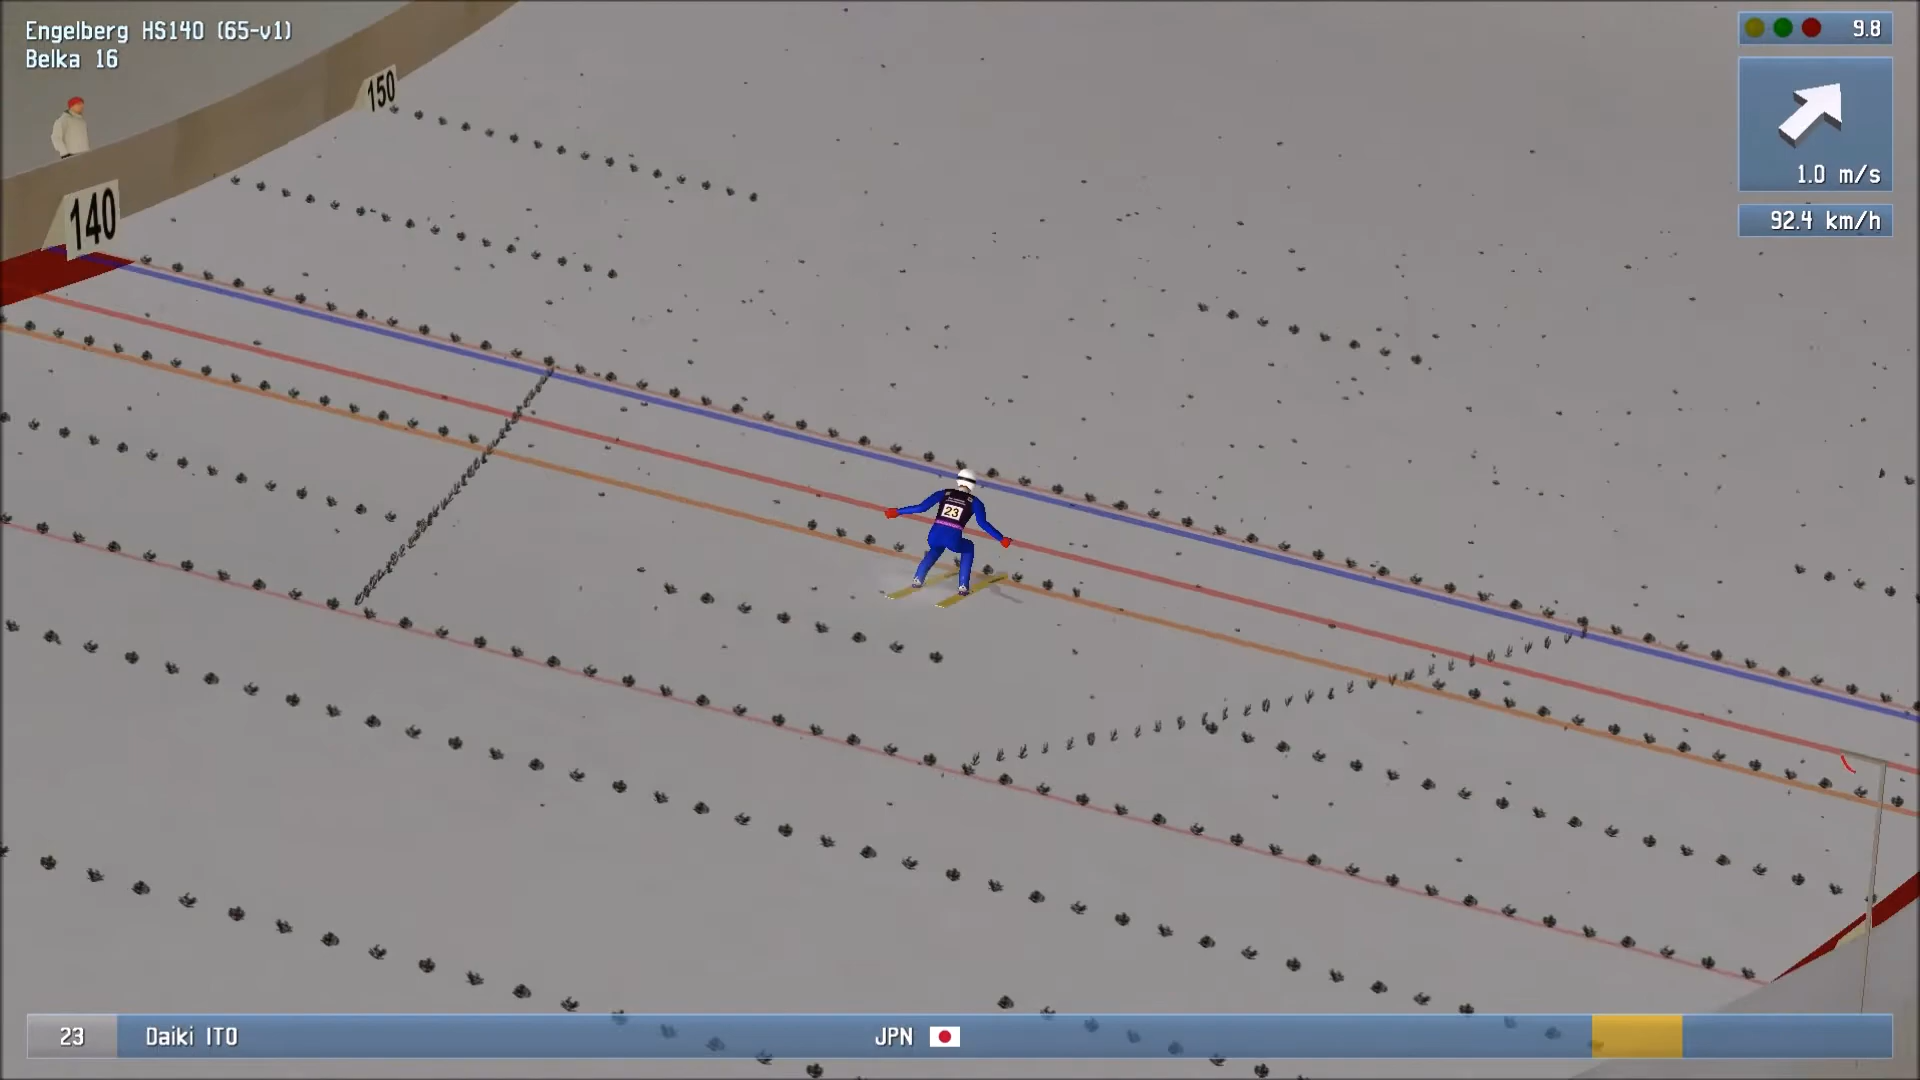 Engelberg HS140 (65-v1)
Belka 16
9.8
1.0 m/s
92.4 km/h
150
140
23
23 Daiki ITO JPN